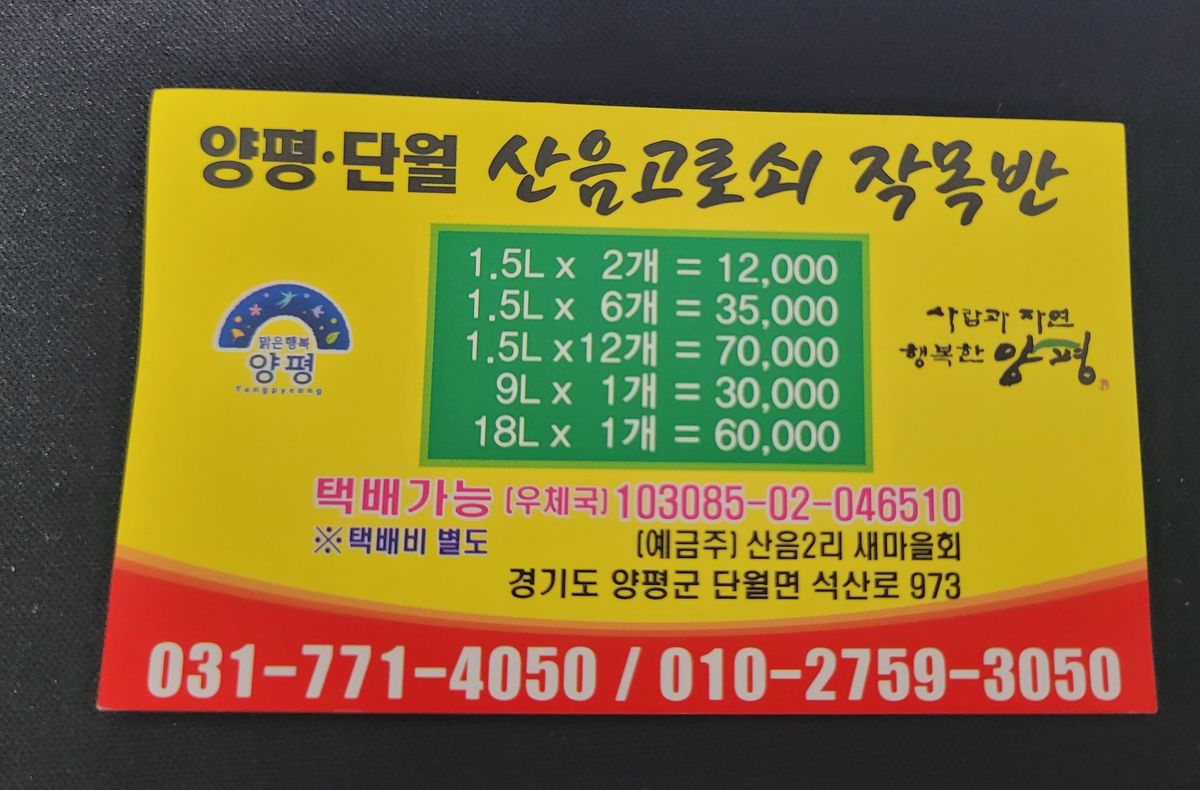 양평·단월 산음고로쇠 작목반
1.5L x 2개 = 12,000
1.5L x 6개 = 35,000
1.5L x12개 = 70,000
9L x 1개 = 30,000
18L x 1개 = 60,000
맑은행복
양평
Yangpyeong
사람과 자연
행복한 양평
택배가능 (우체국) 103085-02-046510
※택배비 별도 (예금주) 산음2리 새마을회
경기도 양평군 단월면 석산로 973
031-771-4050 / 010-2759-3050